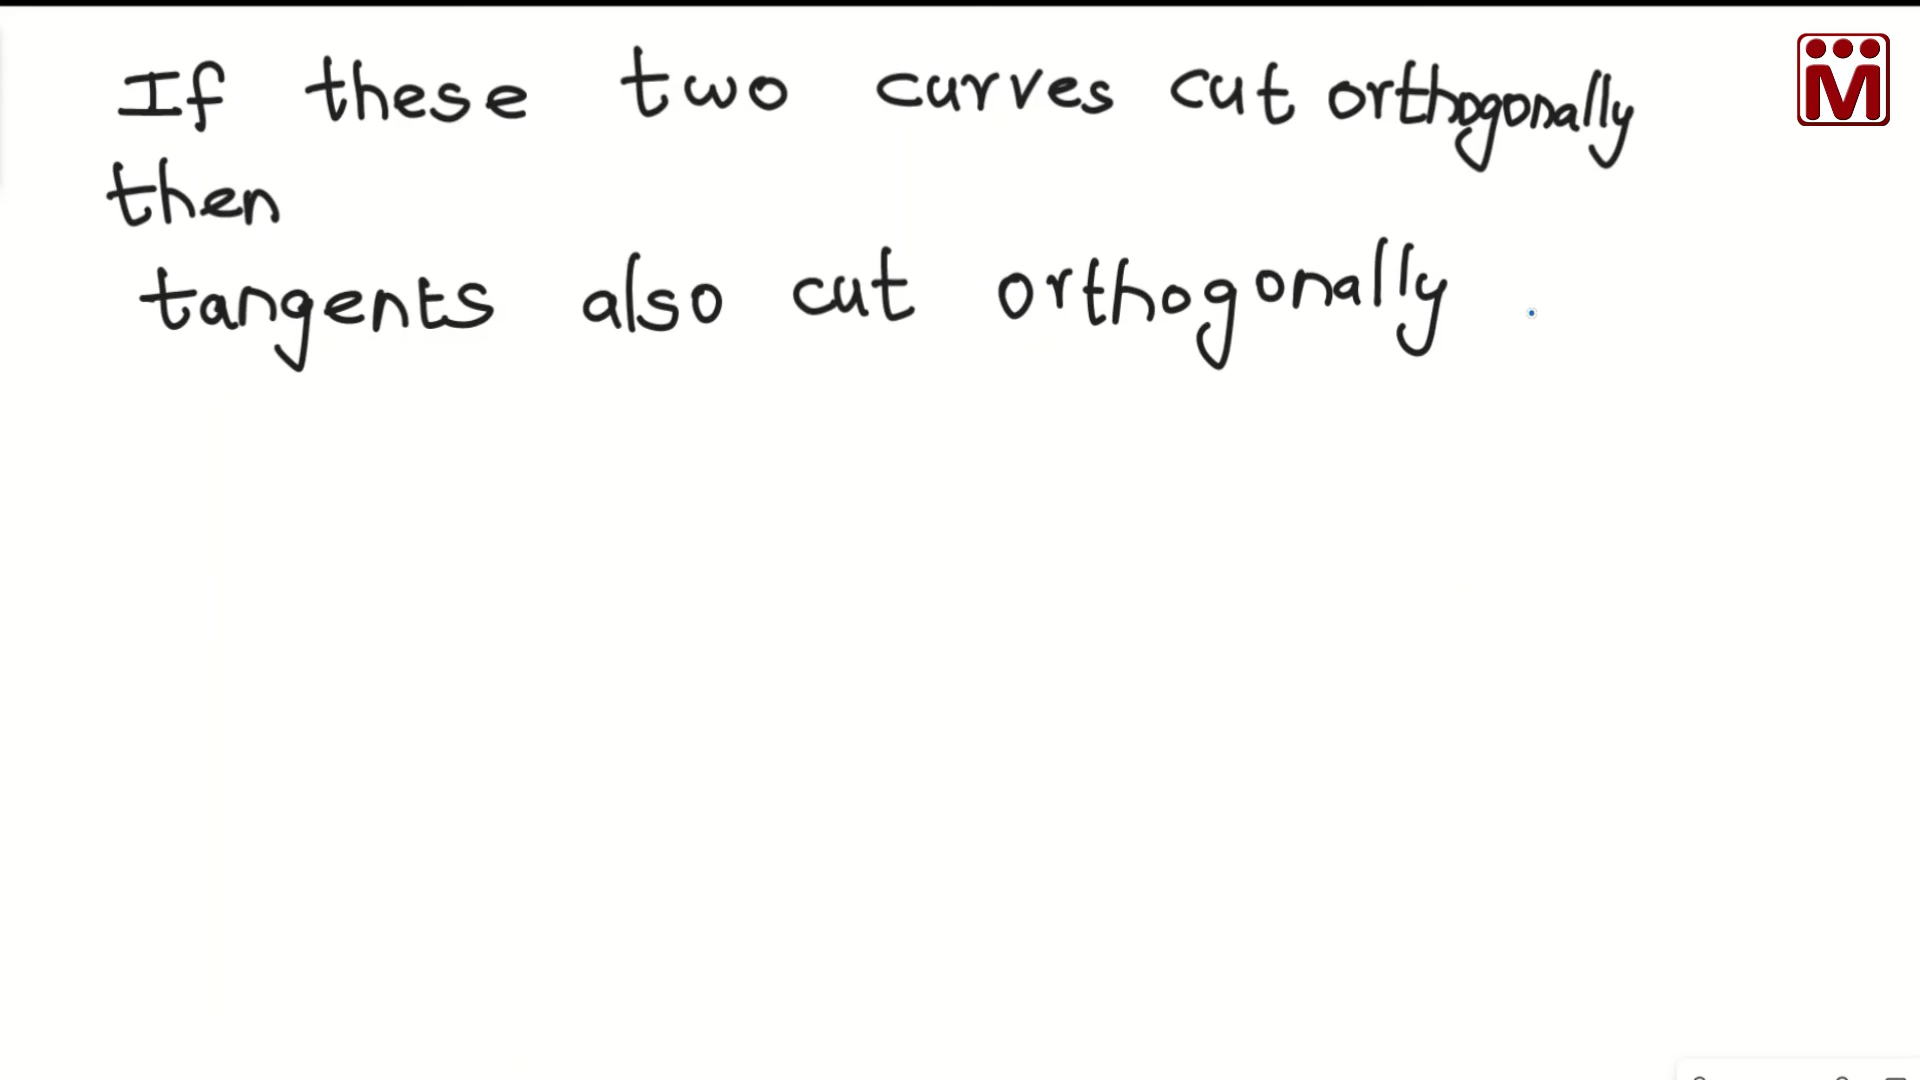 If these two curves cut orthogonally
then
tangents also cut orthogonally
M